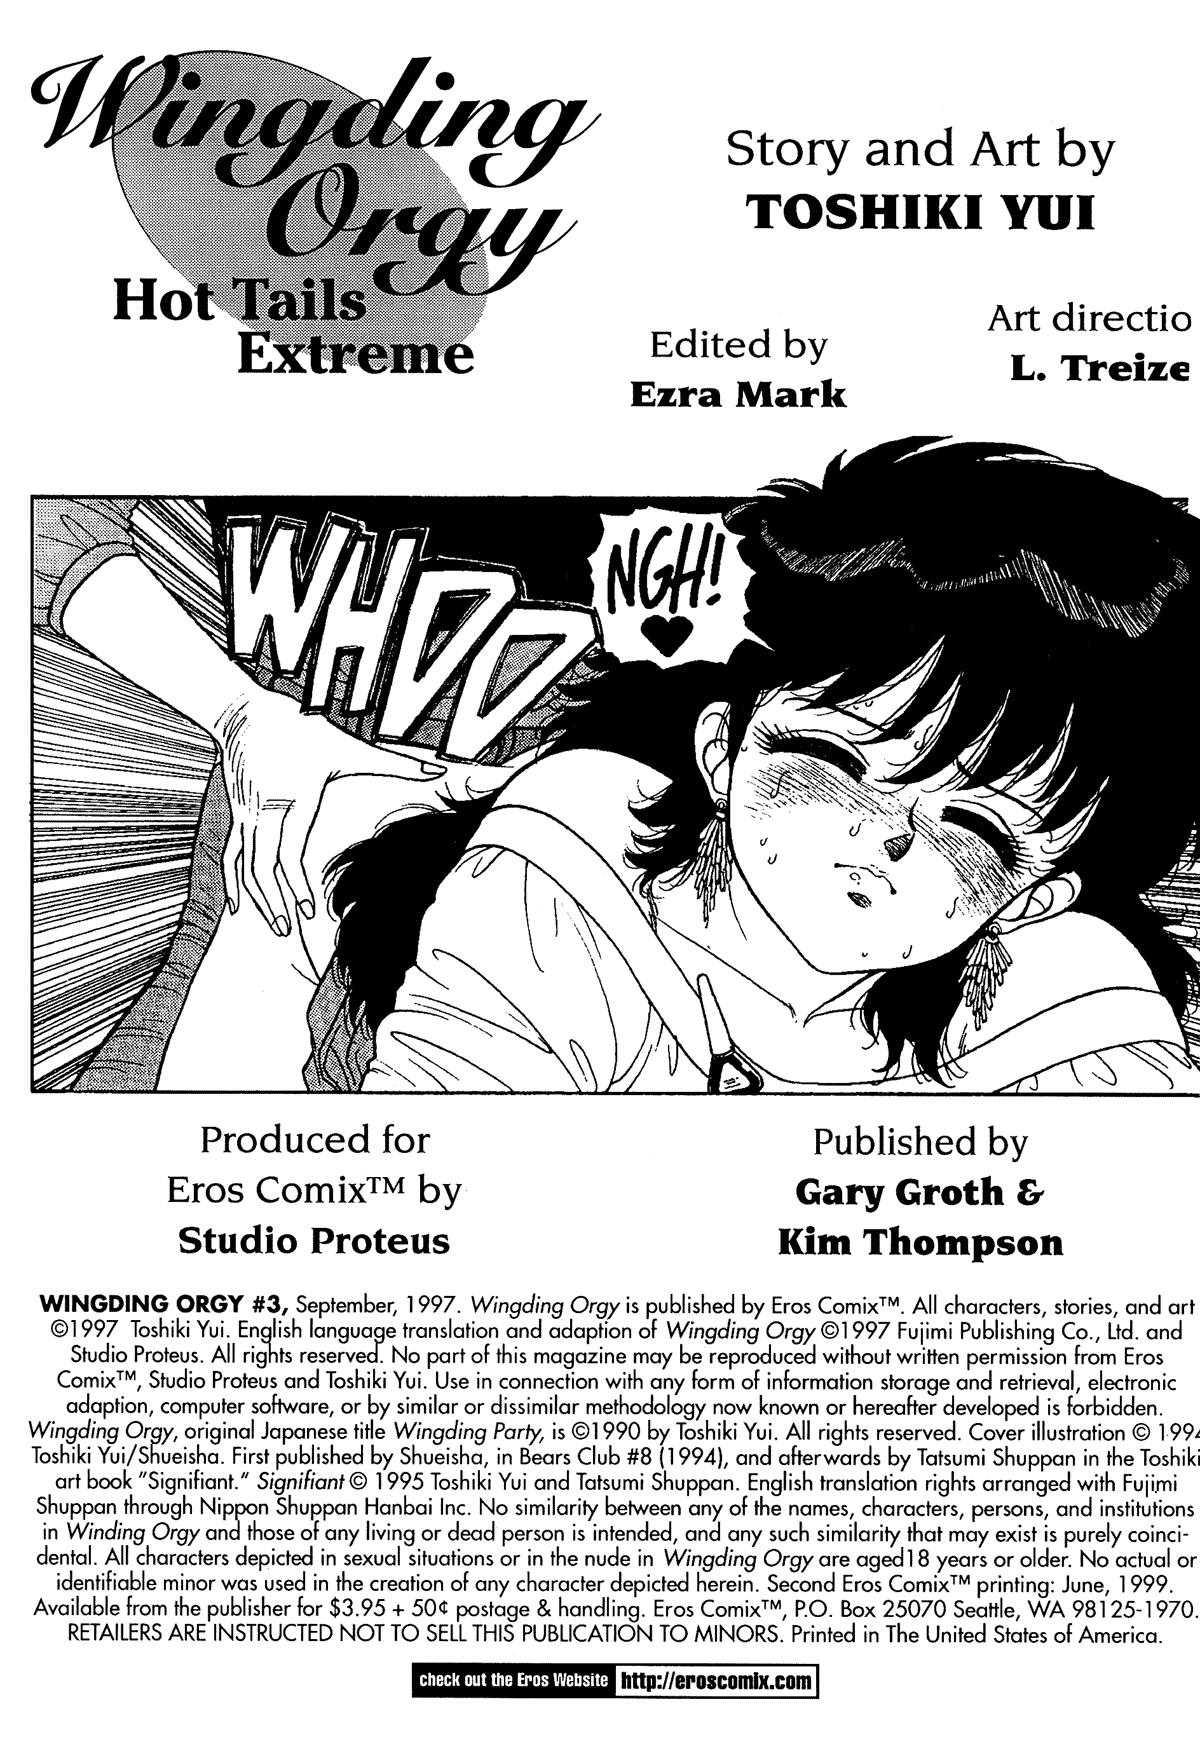 Wingding
Orgy
Hot Tails
Extreme
Story and Art by
TOSHIKI YUI
Edited by
Ezra Mark
Art directio
L. Treize
WHOO
NGH!
Produced for
Eros Comix™ by
Studio Proteus
Published by
Gary Groth &
Kim Thompson
WINGDING ORGY #3, September, 1997. Wingding Orgy is published by Eros Comix™. All characters, stories, and art
©1997 Toshiki Yui. English language translation and adaption of Wingding Orgy ©1997 Fujimi Publishing Co., Ltd. and
Studio Proteus. All rights reserved. No part of this magazine may be reproduced without written permission from Eros
Comix™, Studio Proteus and Toshiki Yui. Use in connection with any form of information storage and retrieval, electronic
adaption, computer software, or by similar or dissimilar methodology now known or hereafter developed is forbidden.
Wingding Orgy, original Japanese title Wingding Party, is ©1990 by Toshiki Yui. All rights reserved. Cover illustration © 1994
Toshiki Yui/Shueisha. First published by Shueisha, in Bears Club #8 (1994), and afterwards by Tatsumi Shuppan in the Toshiki
art book "Signifiant." Signifiant © 1995 Toshiki Yui and Tatsumi Shuppan. English translation rights arranged with Fujimi
Shuppan through Nippon Shuppan Hanbai Inc. No similarity between any of the names, characters, persons, and institutions
in Winding Orgy and those of any living or dead person is intended, and any such similarity that may exist is purely coinci-
dental. All characters depicted in sexual situations or in the nude in Wingding Orgy are aged18 years or older. No actual or
identifiable minor was used in the creation of any character depicted herein. Second Eros Comix™ printing: June, 1999.
Available from the publisher for $3.95 + 50¢ postage & handling. Eros Comix™, P.O. Box 25070 Seattle, WA 98125-1970.
RETAILERS ARE INSTRUCTED NOT TO SELL THIS PUBLICATION TO MINORS. Printed in The United States of America.
check out the Eros Website http://eroscomix.com